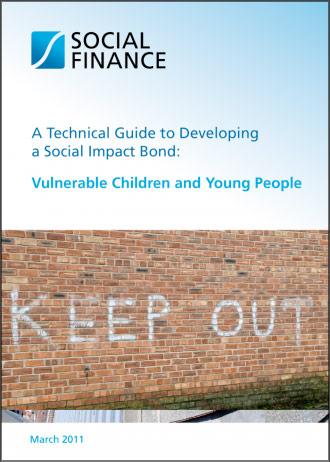 SOCIAL
FINANCE
A Technical Guide to Developing
a Social Impact Bond:
Vulnerable Children and Young People
KEEP OUT
March 2011